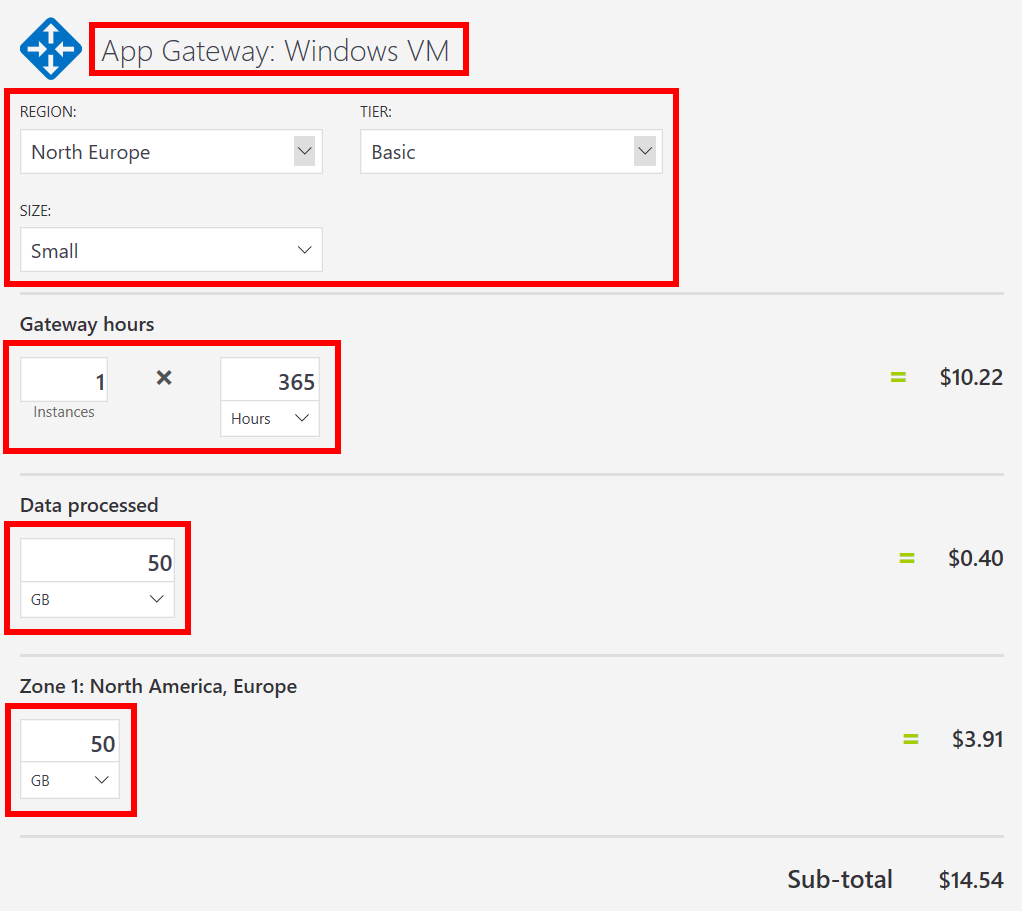 App Gateway: Windows VM
REGION: TIER:
North Europe Basic
SIZE:
Small
Gateway hours
1 × 365 = $10.22
Instances Hours
Data processed
50 = $0.40
GB
Zone 1: North America, Europe
50 = $3.91
GB
Sub-total $14.54